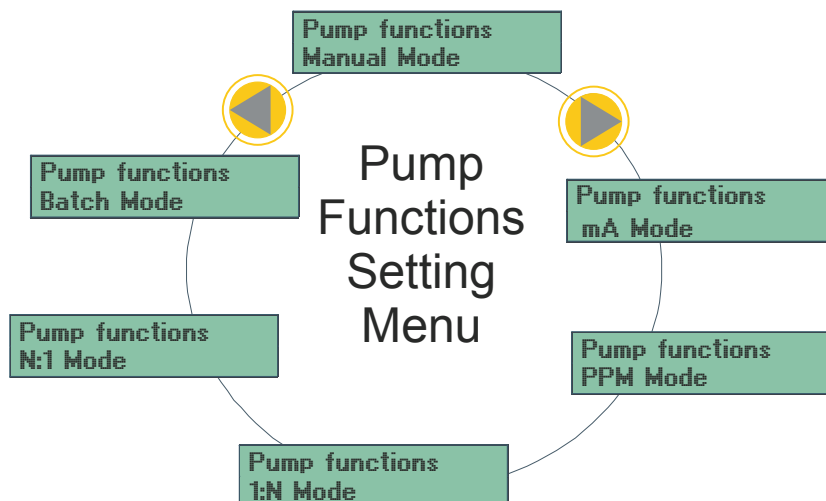 Pump functions
Manual Mode
Pump functions
Batch Mode
Pump
Functions
Setting
Menu
Pump functions
mA Mode
Pump functions
N:1 Mode
Pump functions
PPM Mode
Pump functions
1:N Mode